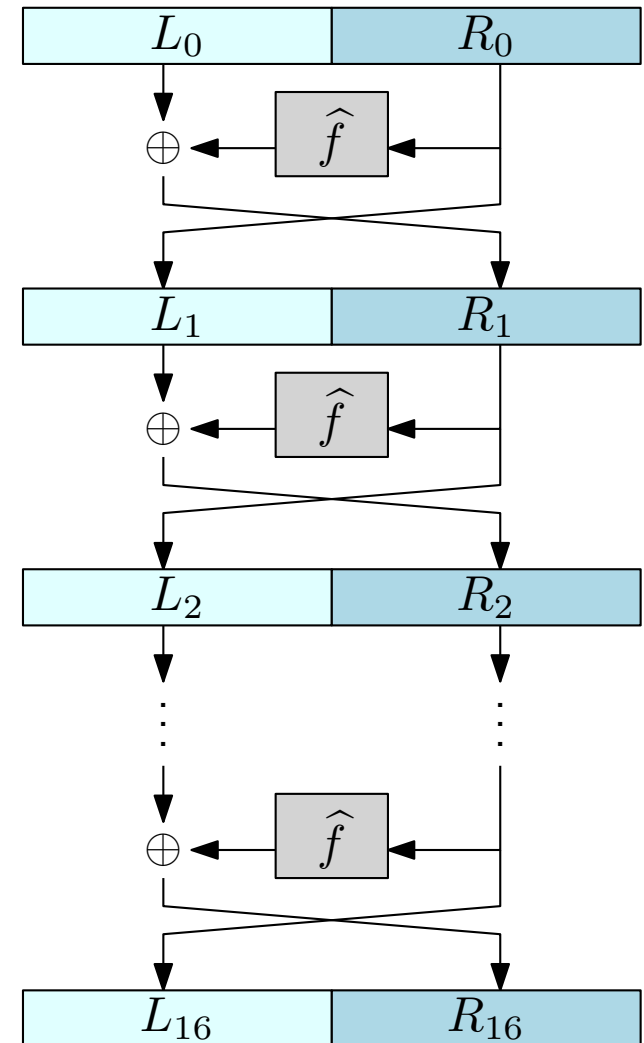 L₀ R₀
⊕ f̂
L₁ R₁
⊕ f̂
L₂ R₂
⋮ ⋮
⊕ f̂
L₁₆ R₁₆